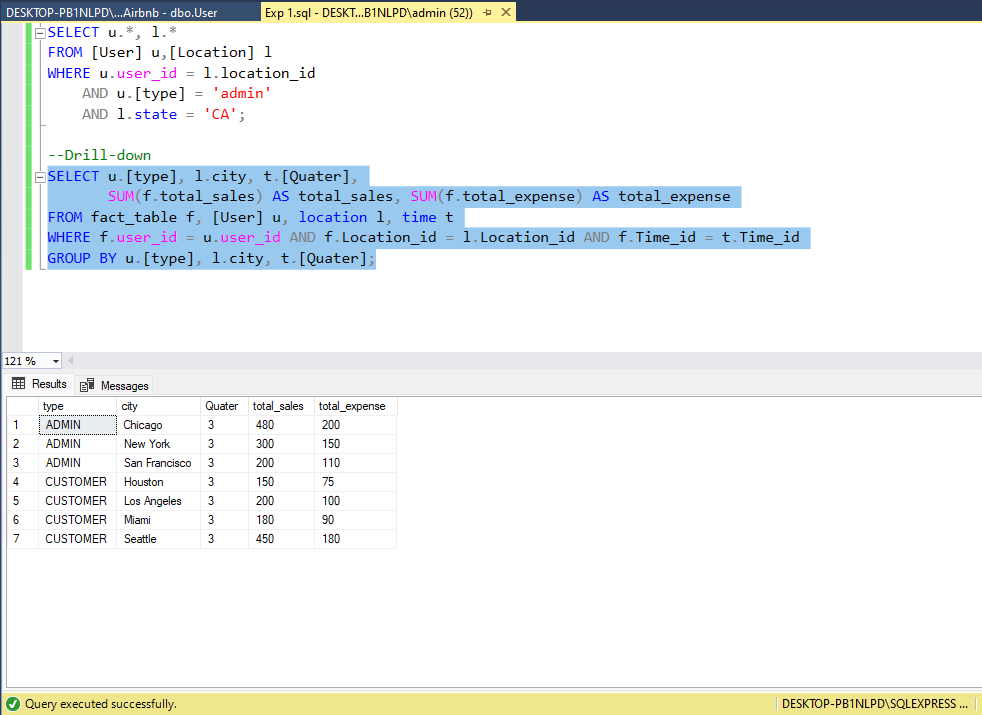 DESKTOP-PB1NLPD\...Airbnb - dbo.User Exp 1.sql - DESKT...B1NLPD\admin (52))
SELECT u.*, l.*
FROM [User] u,[Location] l
WHERE u.user_id = l.location_id
AND u.[type] = 'admin'
AND l.state = 'CA';
--Drill-down
SELECT u.[type], l.city, t.[Quater],
SUM(f.total_sales) AS total_sales, SUM(f.total_expense) AS total_expense
FROM fact_table f, [User] u, location l, time t
WHERE f.user_id = u.user_id AND f.Location_id = l.Location_id AND f.Time_id = t.Time_id
GROUP BY u.[type], l.city, t.[Quater];
121 %
Results Messages
type city Quater total_sales total_expense
1 ADMIN Chicago 3 480 200
2 ADMIN New York 3 300 150
3 ADMIN San Francisco 3 200 110
4 CUSTOMER Houston 3 150 75
5 CUSTOMER Los Angeles 3 200 100
6 CUSTOMER Miami 3 180 90
7 CUSTOMER Seattle 3 450 180
Query executed successfully. DESKTOP-PB1NLPD\SQLEXPRESS ...